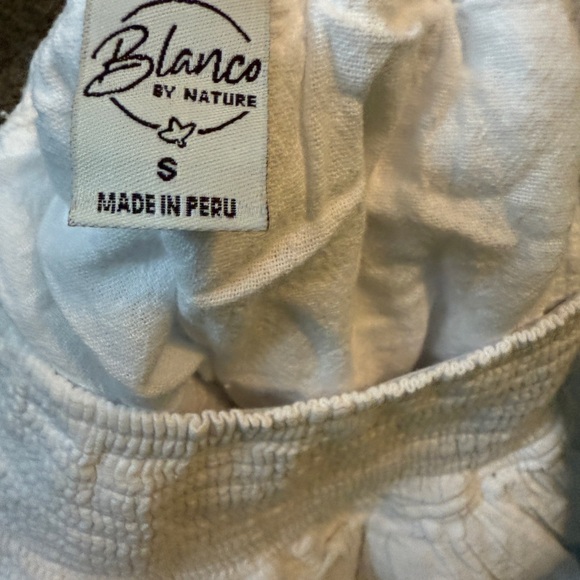 Blanco
BY NATURE
S
MADE IN PERU